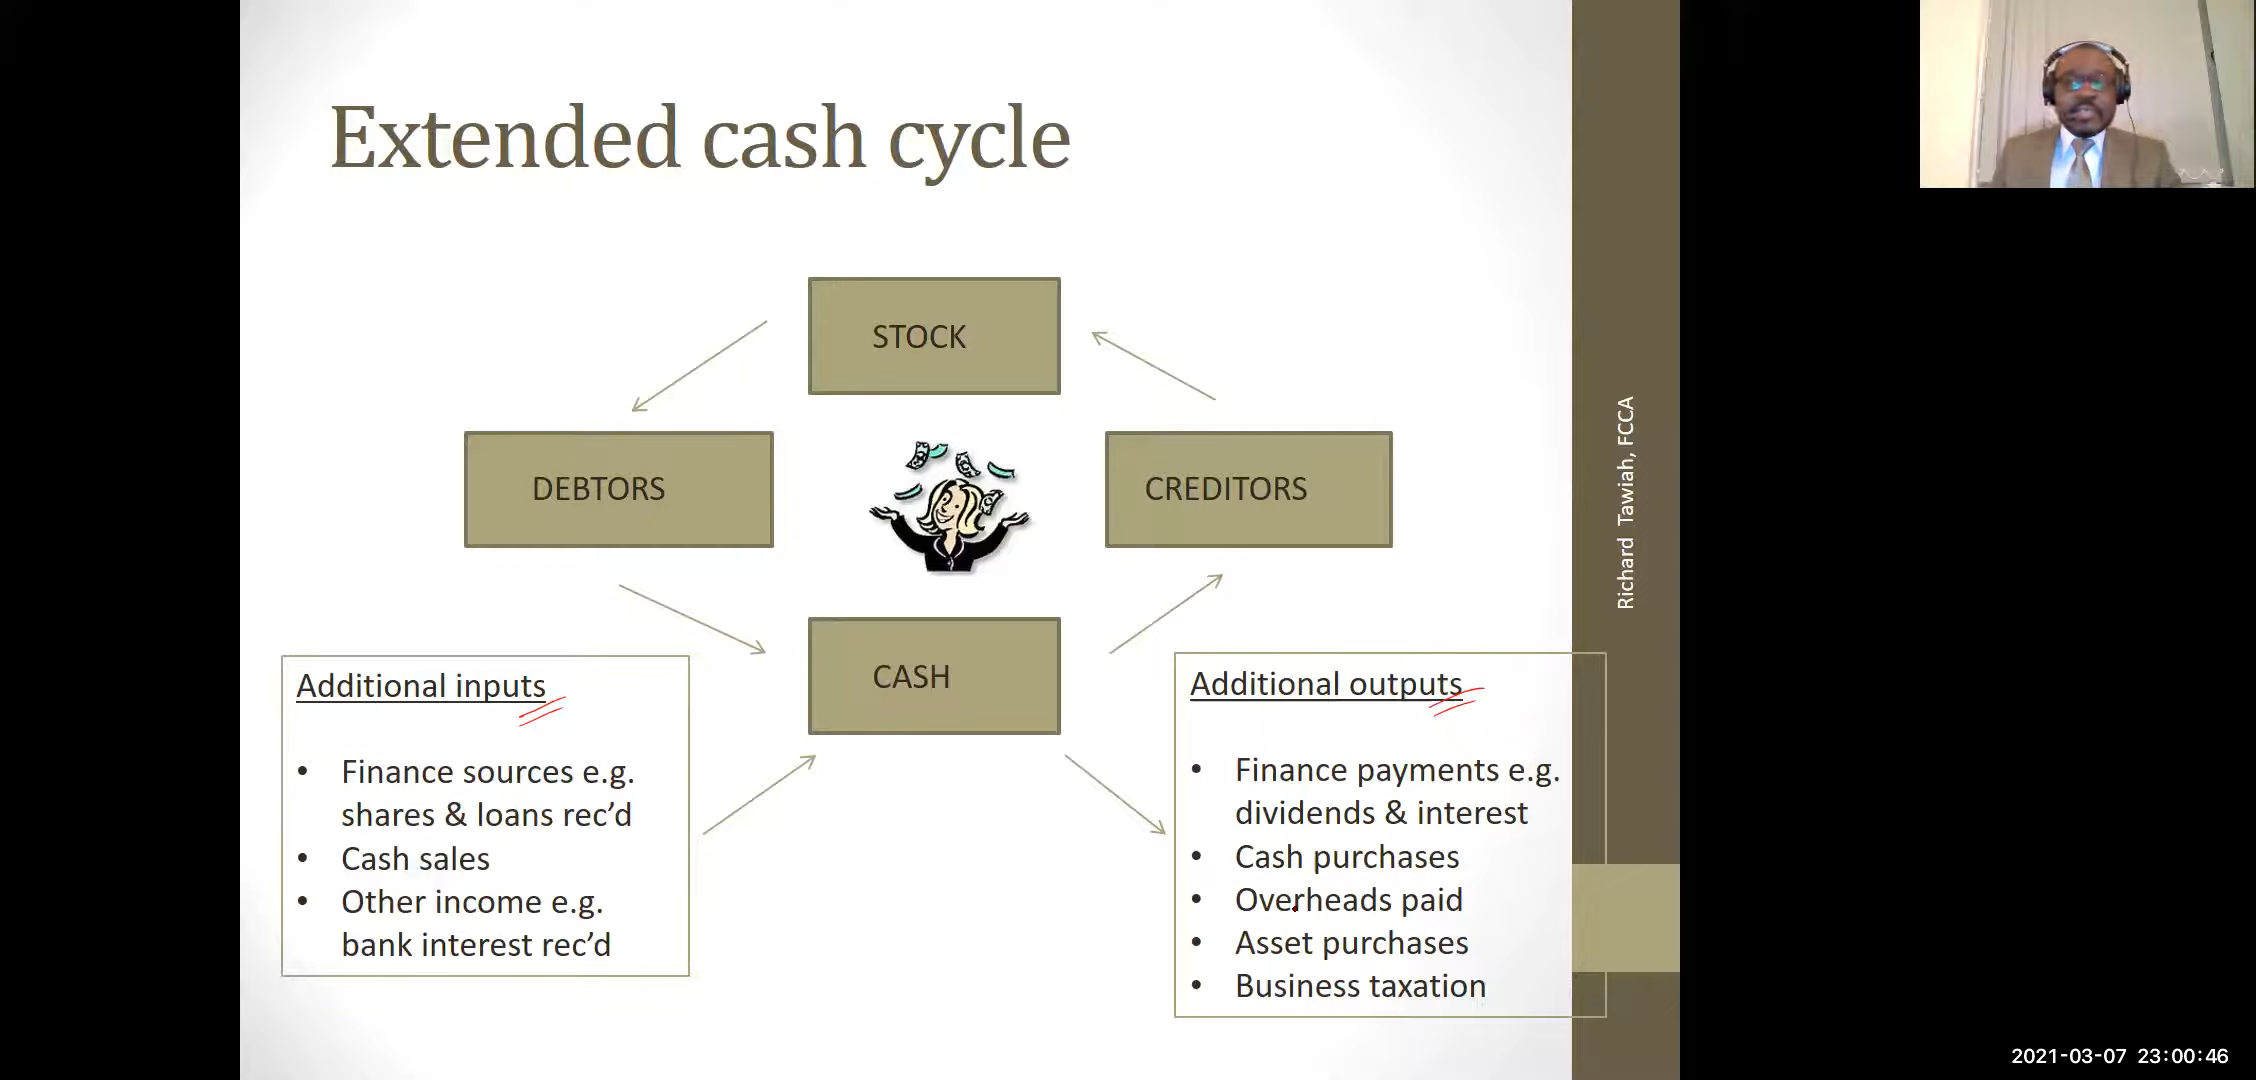 Extended cash cycle
STOCK
DEBTORS
CREDITORS
CASH
Additional inputs
• Finance sources e.g.
shares & loans rec’d
• Cash sales
• Other income e.g.
bank interest rec’d
Additional outputs
• Finance payments e.g.
dividends & interest
• Cash purchases
• Overheads paid
• Asset purchases
• Business taxation
Richard Tawiah, FCCA
2021-03-07 23:00:46